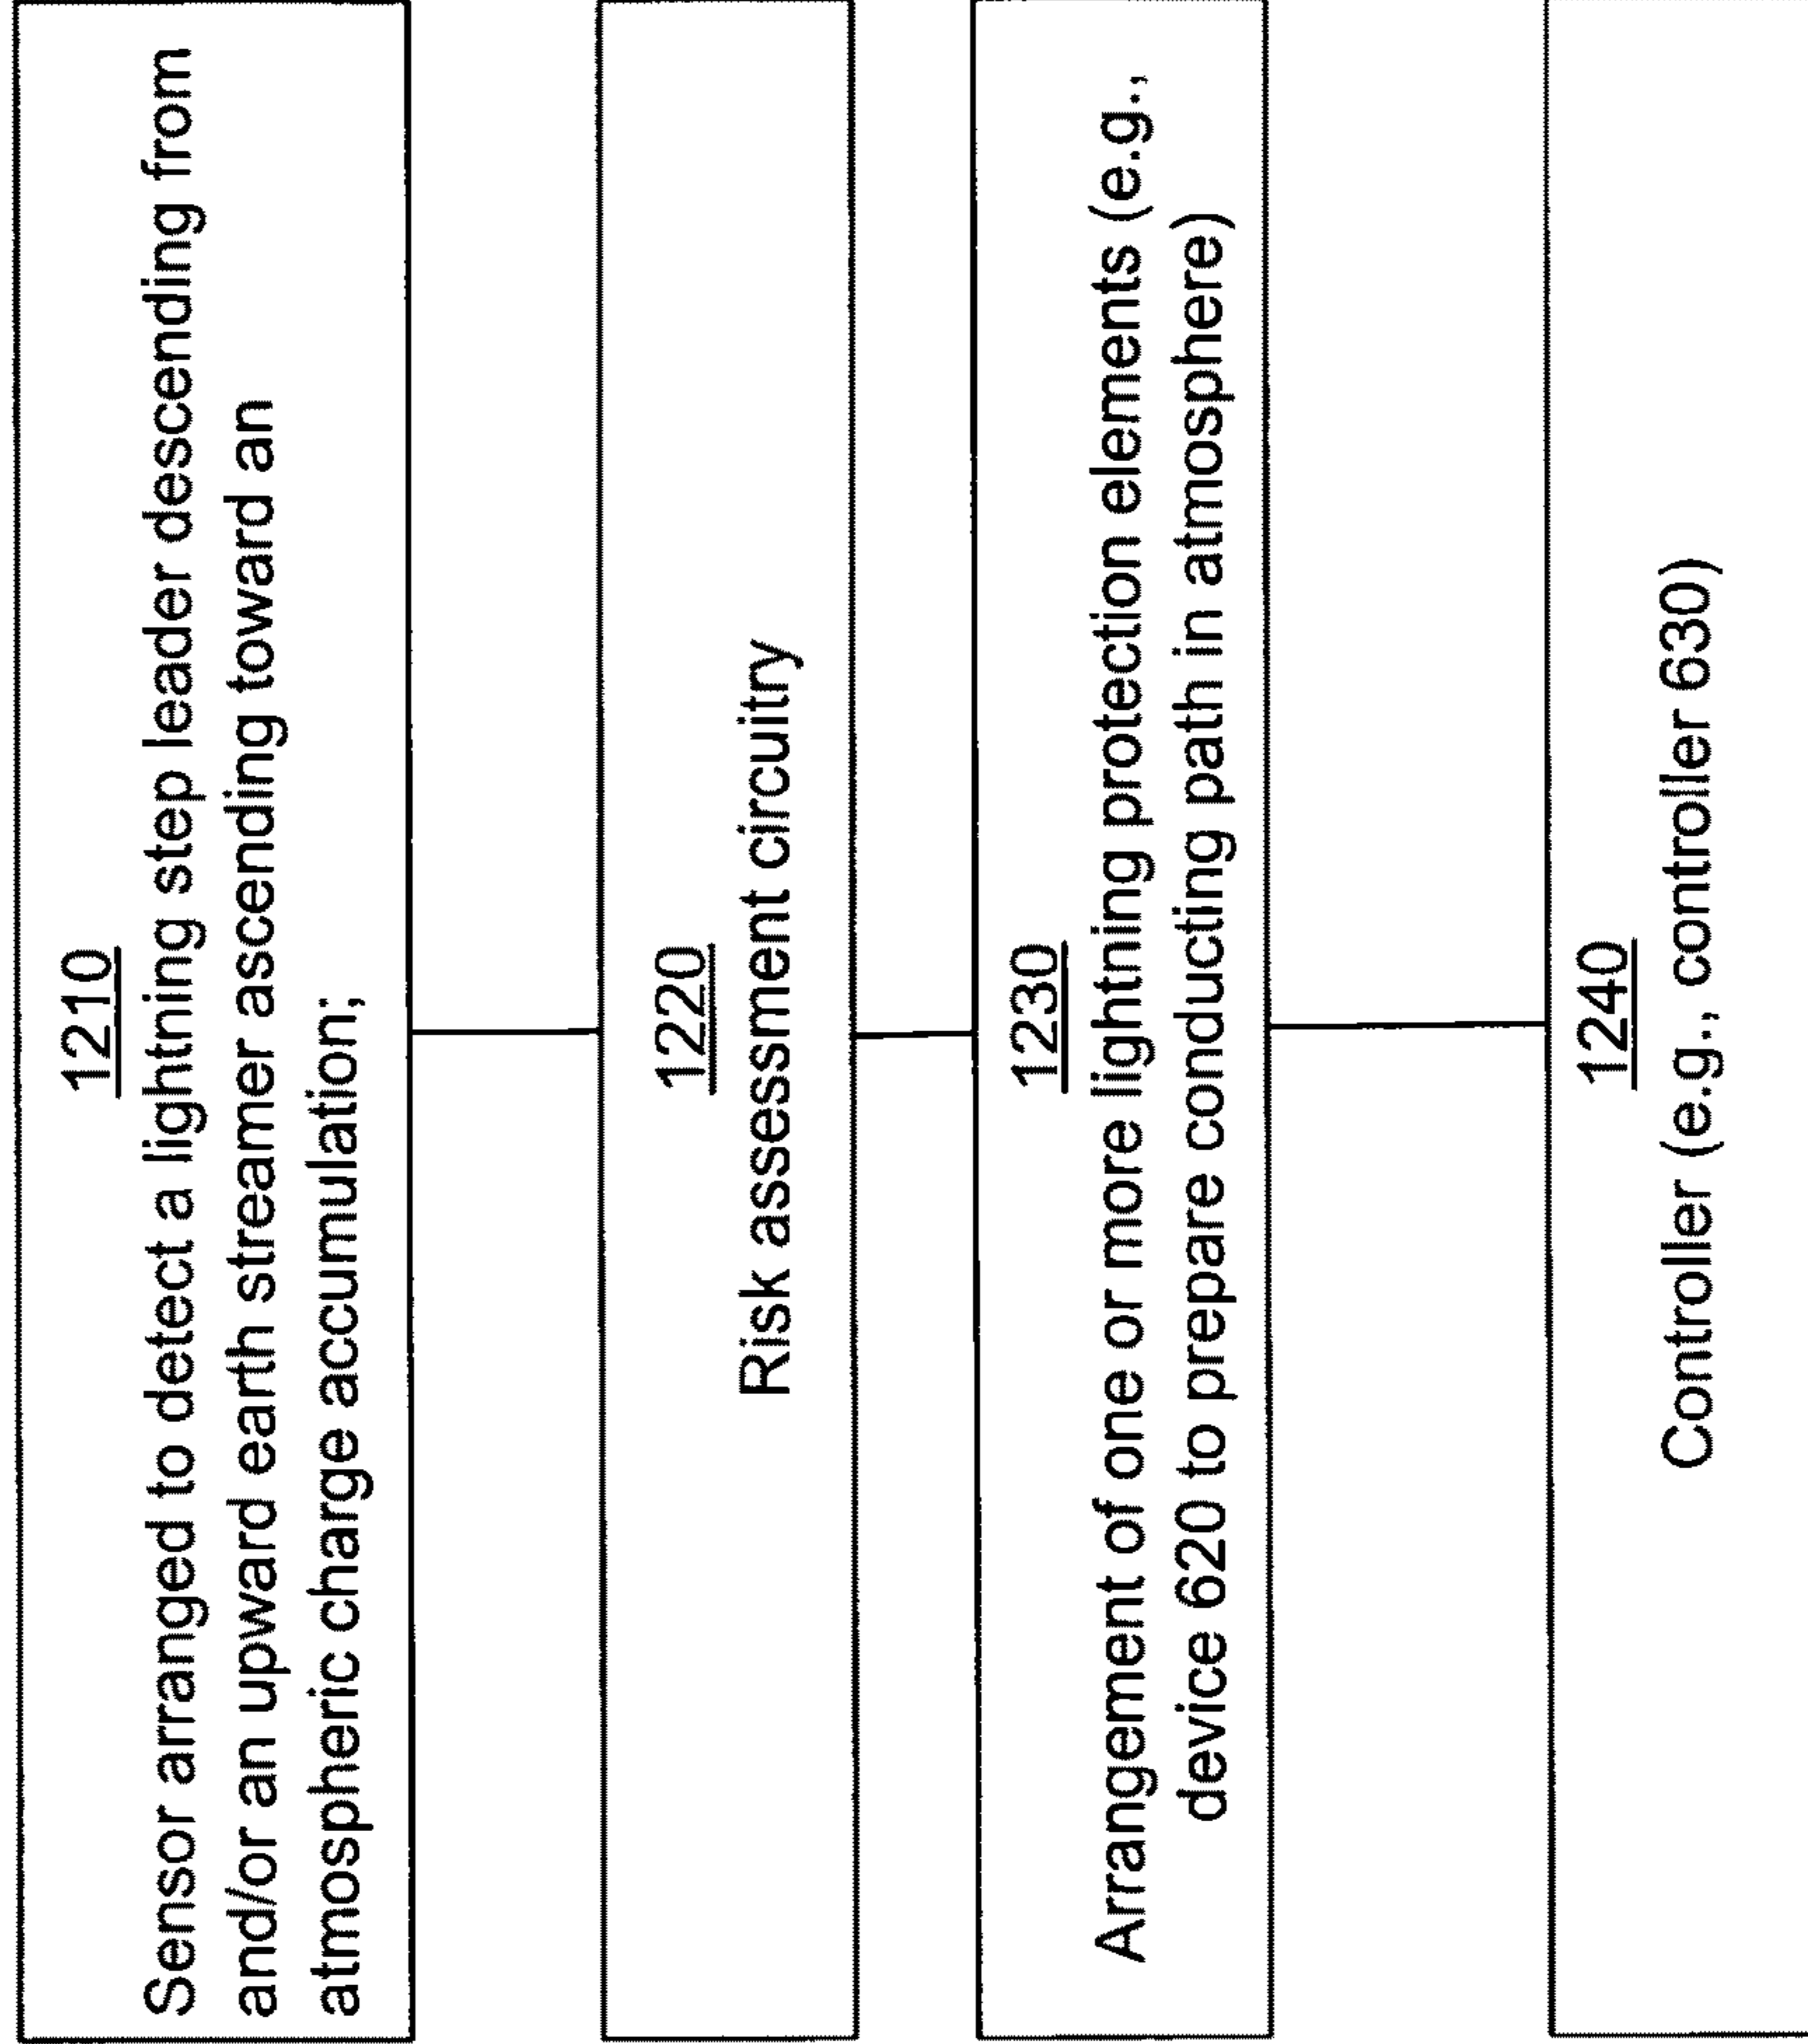 1210
Sensor arranged to detect a lightning step leader descending from
and/or an upward earth streamer ascending toward an
atmospheric charge accumulation;
1220
Risk assessment circuitry
1230
Arrangement of one or more lightning protection elements (e.g.,
device 620 to prepare conducting path in atmosphere)
1240
Controller (e.g., controller 630)